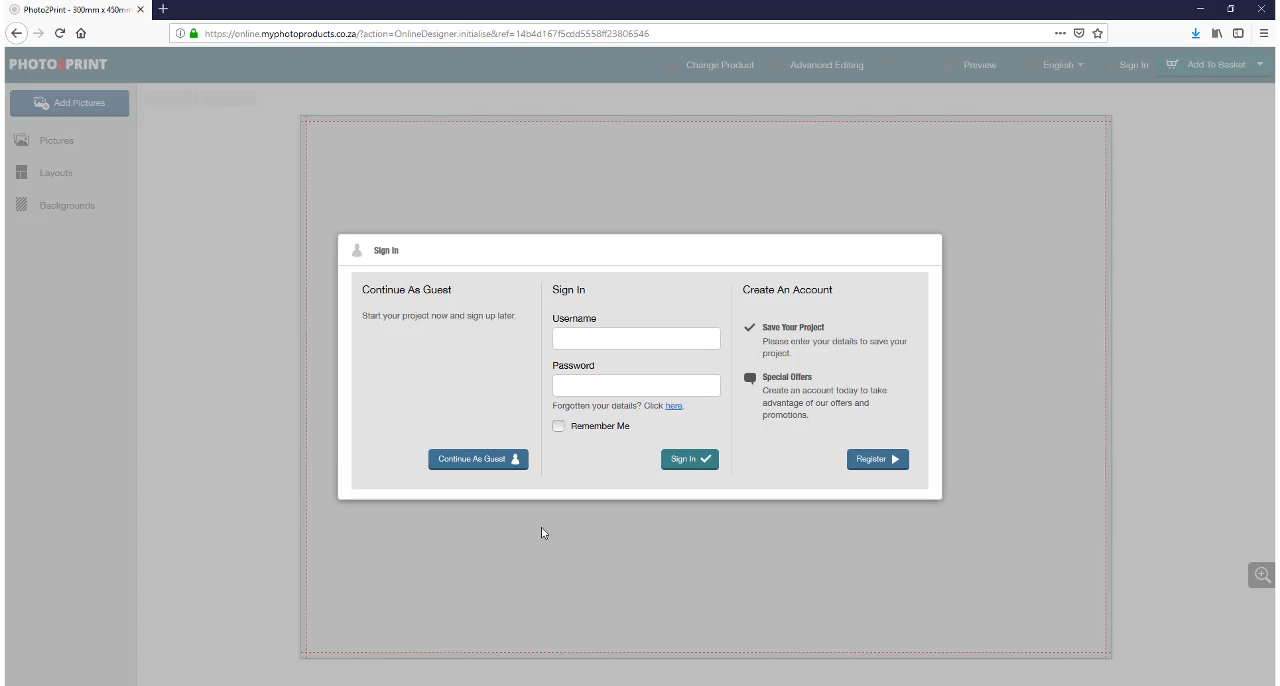 Photo2Print - 300mm x 450mm
https://online.myphotoproducts.co.za/?action=OnlineDesigner.initialise&ref=14b4d167f5cdd5558ff23806546
PHOTO2PRINT
Change Product
Advanced Editing
Preview
English
Sign In
Add To Basket
Add Pictures
Pictures
Layouts
Backgrounds
Sign In
Continue As Guest
Start your project now and sign up later.
Continue As Guest
Sign In
Username
Password
Forgotten your details? Click here.
Remember Me
Sign In
Create An Account
Save Your Project
Please enter your details to save your
project.
Special Offers
Create an account today to take
advantage of our offers and
promotions.
Register